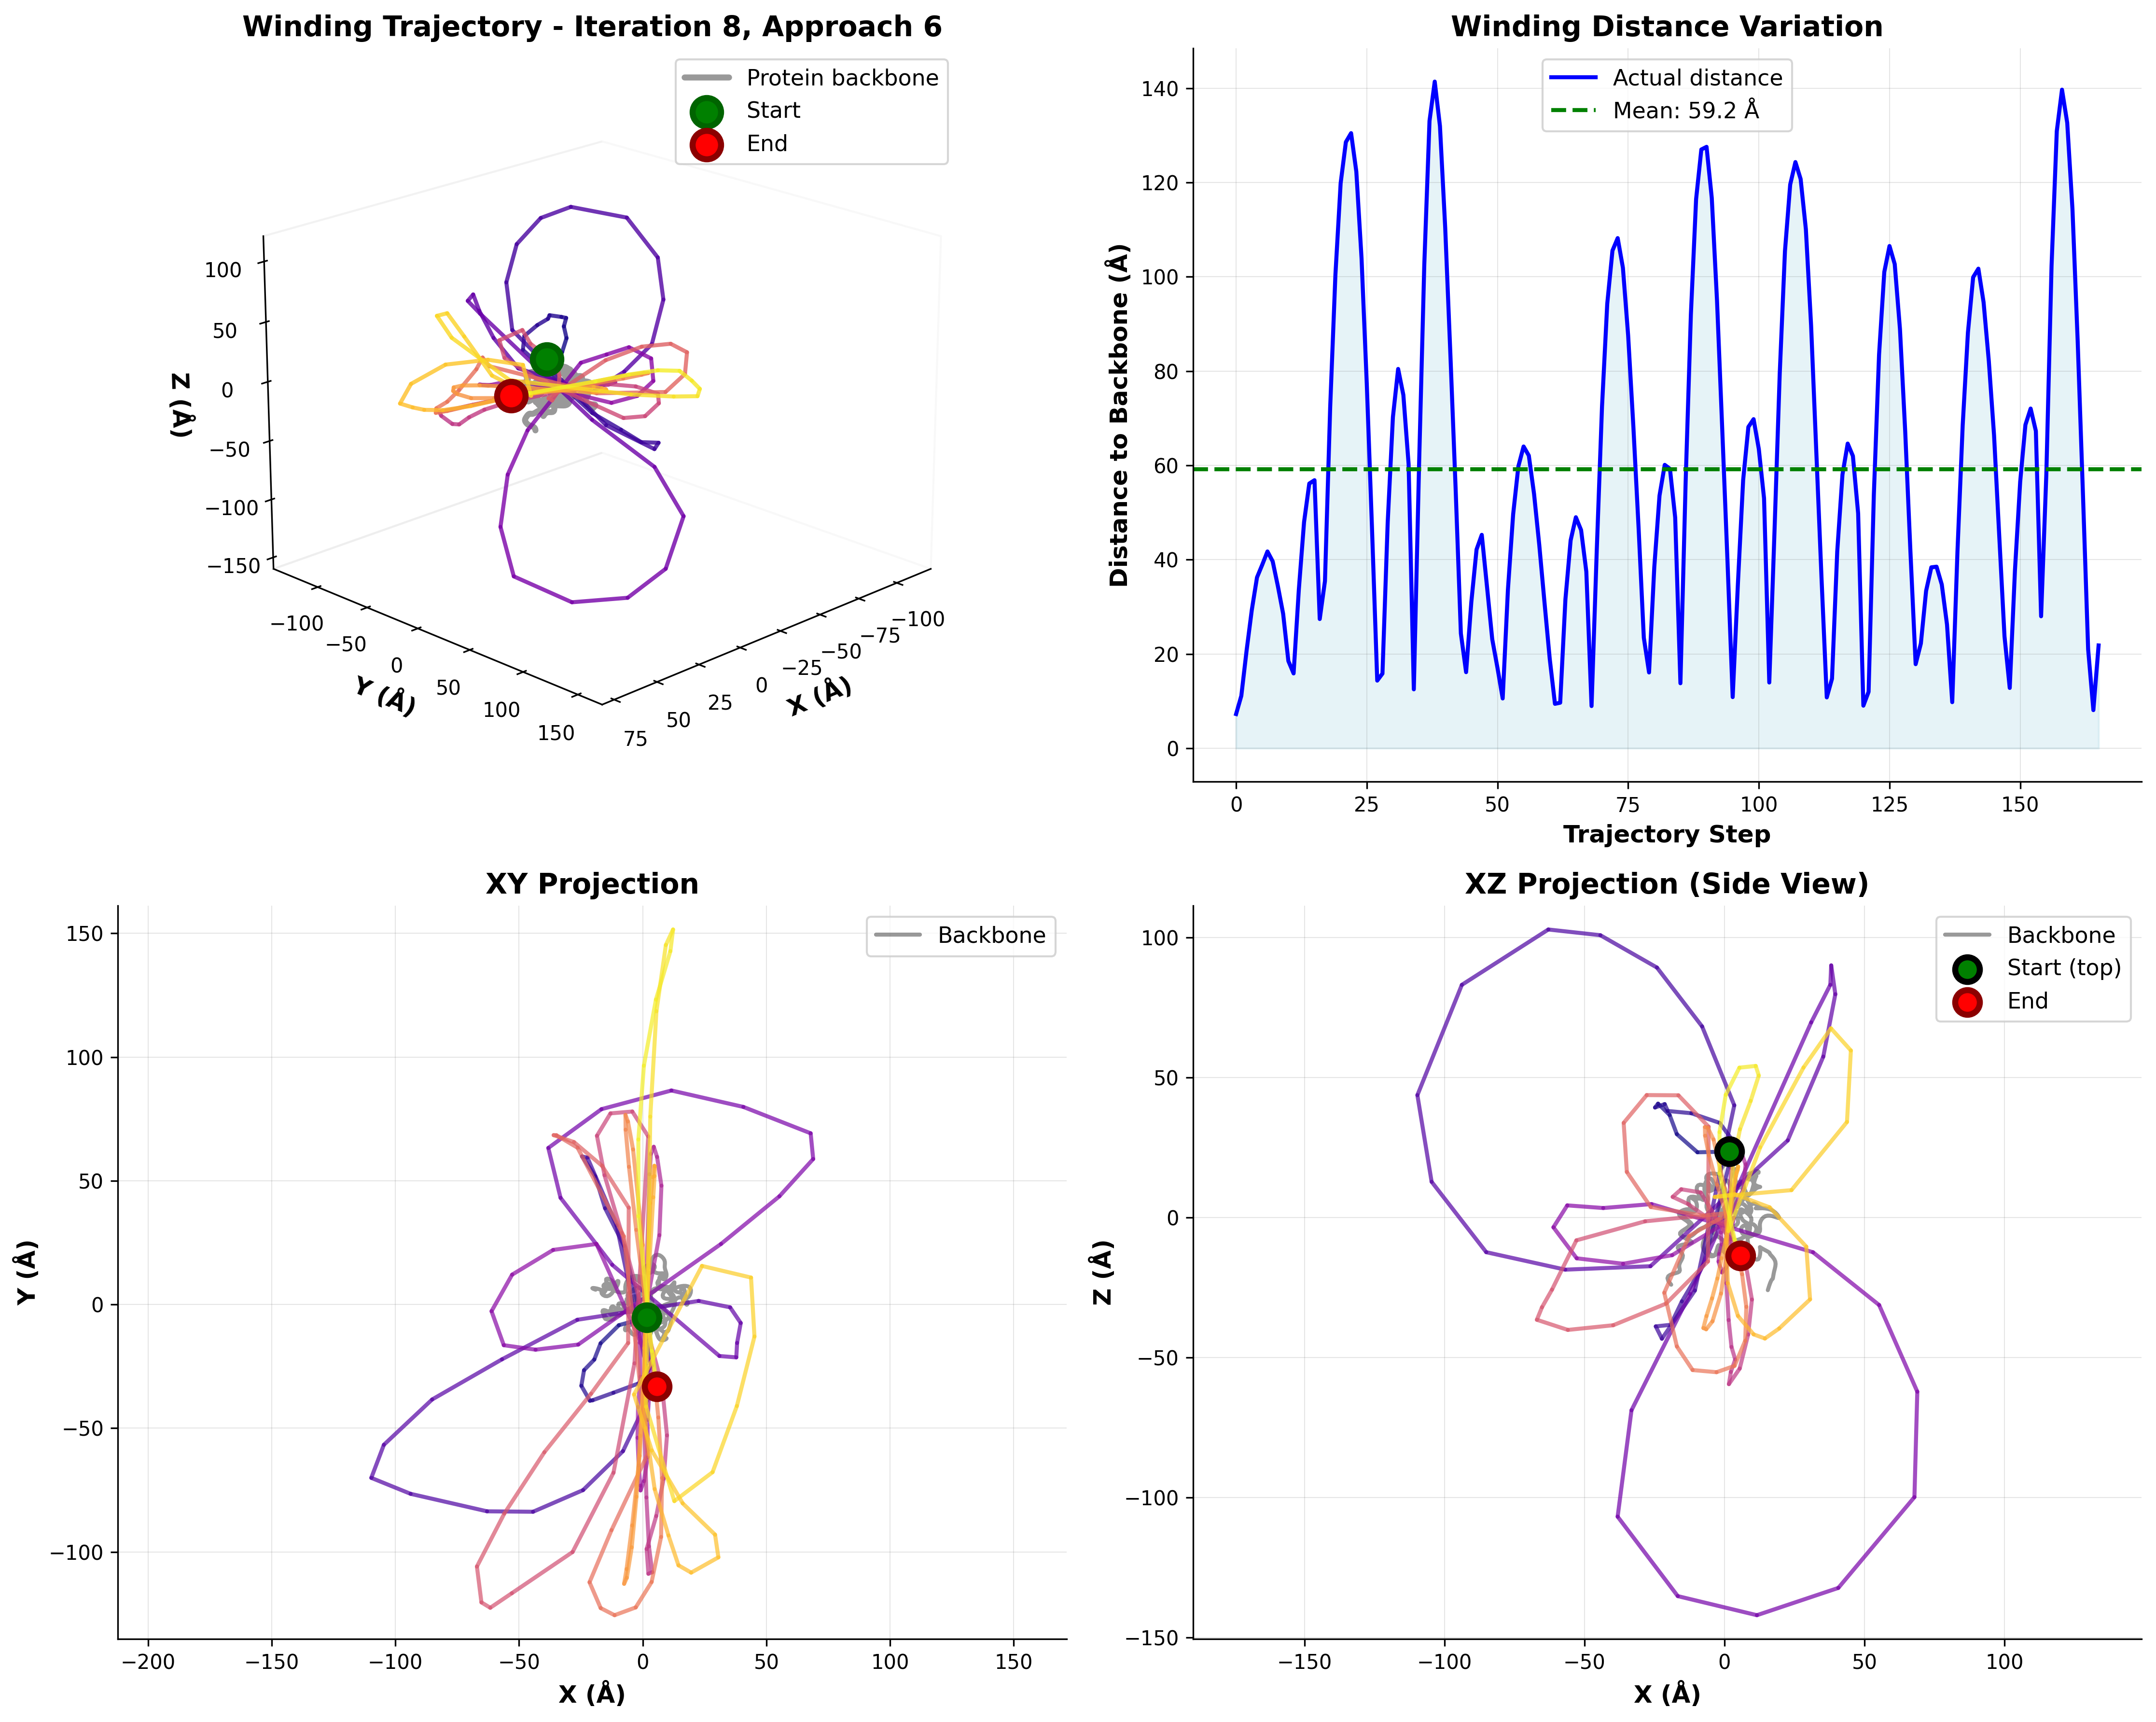 Winding Trajectory - Iteration 8, Approach 6
Protein backbone
Start
End
100
50
0
−50
−100
−150
Z (Å)
−100
−50
0
50
100
150
Y (Å)
75
50
25
0
−25
−50
−75
−100
X (Å)
Winding Distance Variation
Actual distance
Mean: 59.2 Å
140
120
100
80
60
40
20
0
Distance to Backbone (Å)
0 25 50 75 100 125 150
Trajectory Step
XY Projection
Backbone
150
100
50
0
−50
−100
Y (Å)
−200 −150 −100 −50 0 50 100 150
X (Å)
XZ Projection (Side View)
Backbone
Start (top)
End
100
50
0
−50
−100
−150
Z (Å)
−150 −100 −50 0 50 100
X (Å)